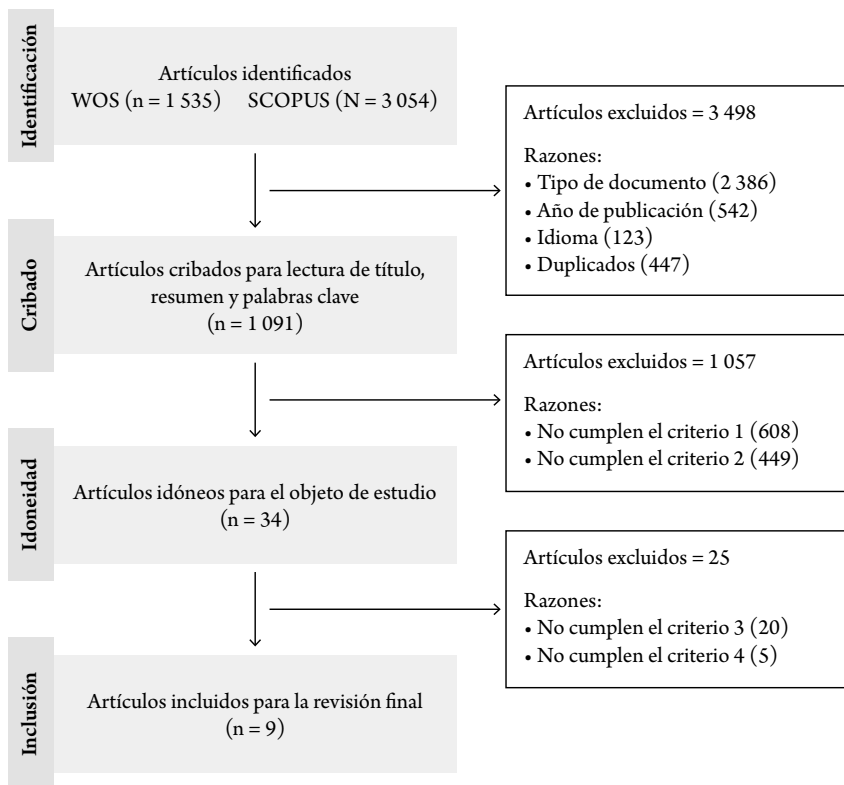 Identificación
Artículos identificados
WOS (n = 1 535) SCOPUS (N = 3 054)
Artículos excluidos = 3 498
Razones:
• Tipo de documento (2 386)
• Año de publicación (542)
• Idioma (123)
• Duplicados (447)
Cribado
Artículos cribados para lectura de título,
resumen y palabras clave
(n = 1 091)
Artículos excluidos = 1 057
Razones:
• No cumplen el criterio 1 (608)
• No cumplen el criterio 2 (449)
Idoneidad
Artículos idóneos para el objeto de estudio
(n = 34)
Artículos excluidos = 25
Razones:
• No cumplen el criterio 3 (20)
• No cumplen el criterio 4 (5)
Inclusión
Artículos incluidos para la revisión final
(n = 9)